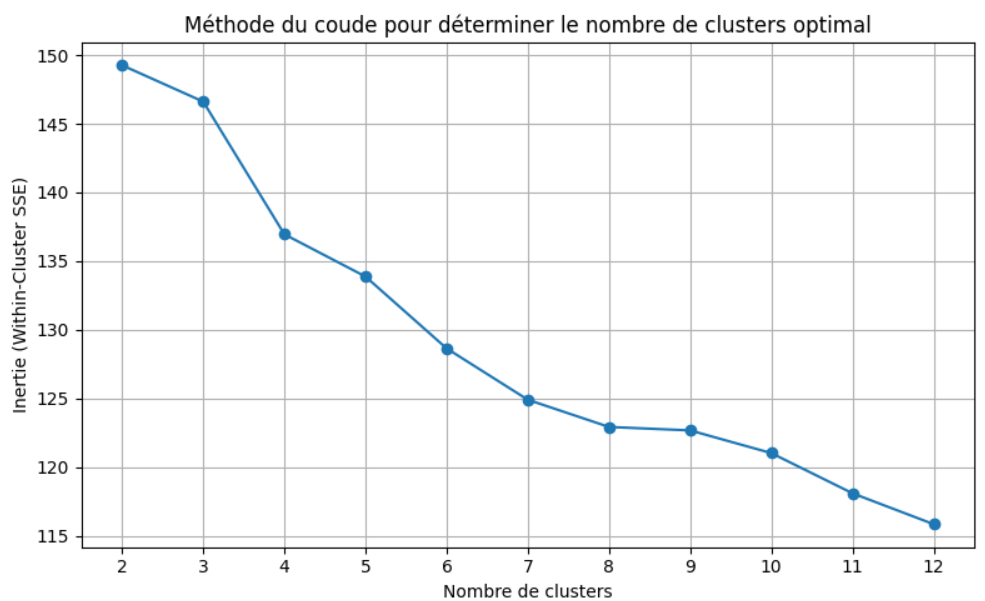 Méthode du coude pour déterminer le nombre de clusters optimal
150
145
140
135
130
125
120
115
Inertie (Within-Cluster SSE)
2 3 4 5 6 7 8 9 10 11 12
Nombre de clusters